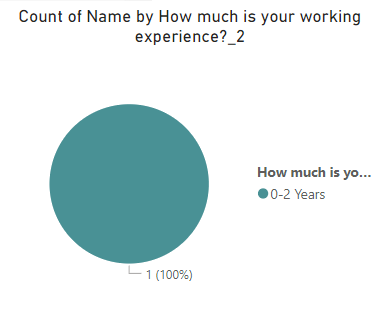 Count of Name by How much is your working
experience?_2
How much is yo...
0-2 Years
1 (100%)